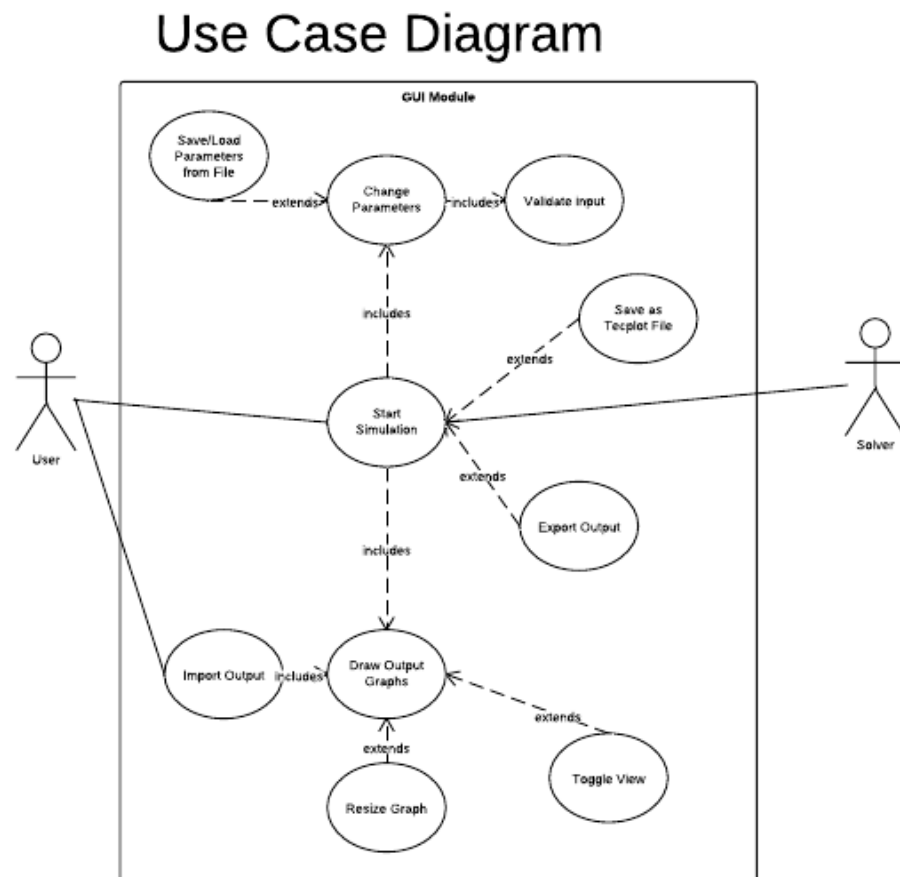 Use Case Diagram
GUI Module
Save/Load
Parameters
from File
extends
Change
Parameters
includes
Validate input
includes
Save as
Tecplot File
extends
User
Start
Simulation
Solver
extends
Export Output
includes
Import Output
includes
Draw Output
Graphs
extends
extends
Toggle View
Resize Graph